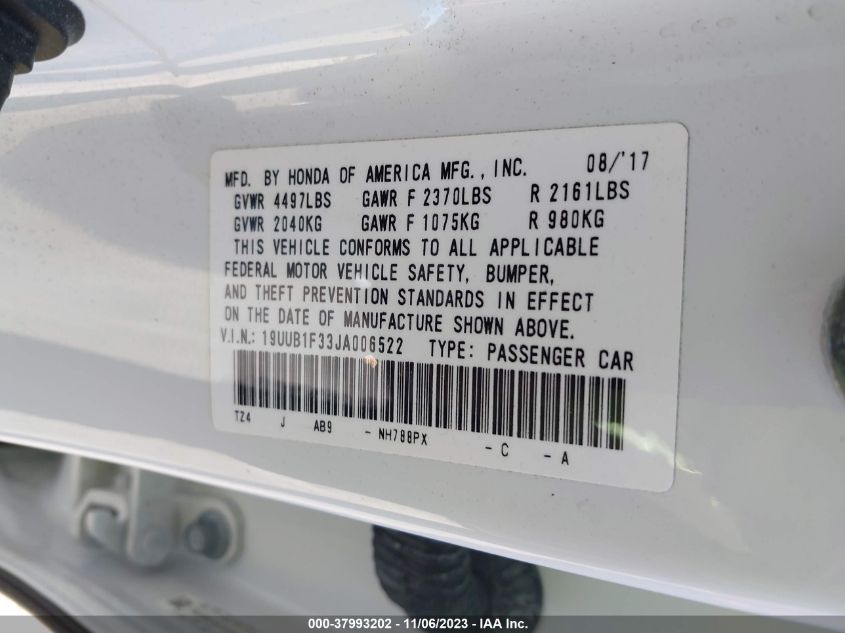 MFD. BY HONDA OF AMERICA MFG., INC. 08/'17
GVWR 4497LBS GAWR F 2370LBS R 2161LBS
GVWR 2040KG GAWR F 1075KG R 980KG
THIS VEHICLE CONFORMS TO ALL APPLICABLE
FEDERAL MOTOR VEHICLE SAFETY, BUMPER,
AND THEFT PREVENTION STANDARDS IN EFFECT
ON THE DATE OF MANUFACTURE SHOWN ABOVE.
V.I.N.: 19UUB1F33JA006522 TYPE: PASSENGER CAR
TZ4 J AB9 - NH788PX - C - A
000-37993202 - 11/06/2023 - IAA Inc.